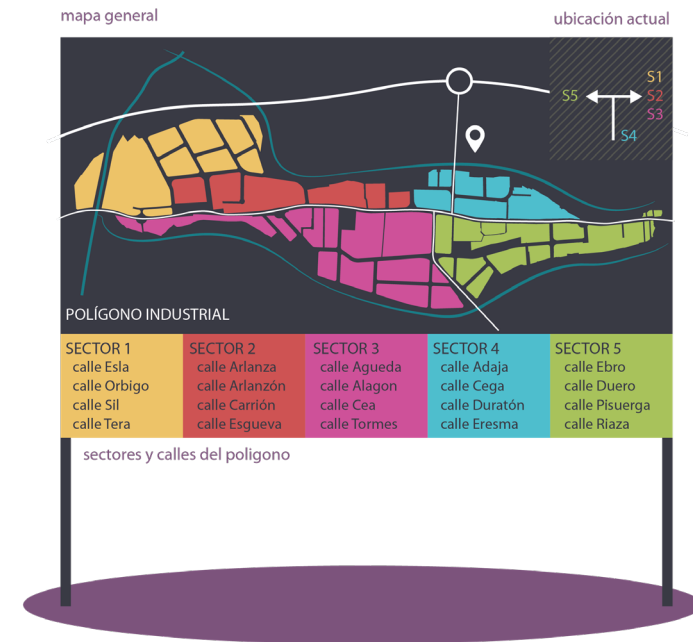 mapa general
ubicación actual
S1
S5
S2
S3
S4
POLÍGONO INDUSTRIAL
SECTOR 1
calle Esla
calle Orbigo
calle Sil
calle Tera
SECTOR 2
calle Arlanza
calle Arlanzón
calle Carrión
calle Esgueva
SECTOR 3
calle Agueda
calle Alagon
calle Cea
calle Tormes
SECTOR 4
calle Adaja
calle Cega
calle Duratón
calle Eresma
SECTOR 5
calle Ebro
calle Duero
calle Pisuerga
calle Riaza
sectores y calles del poligono